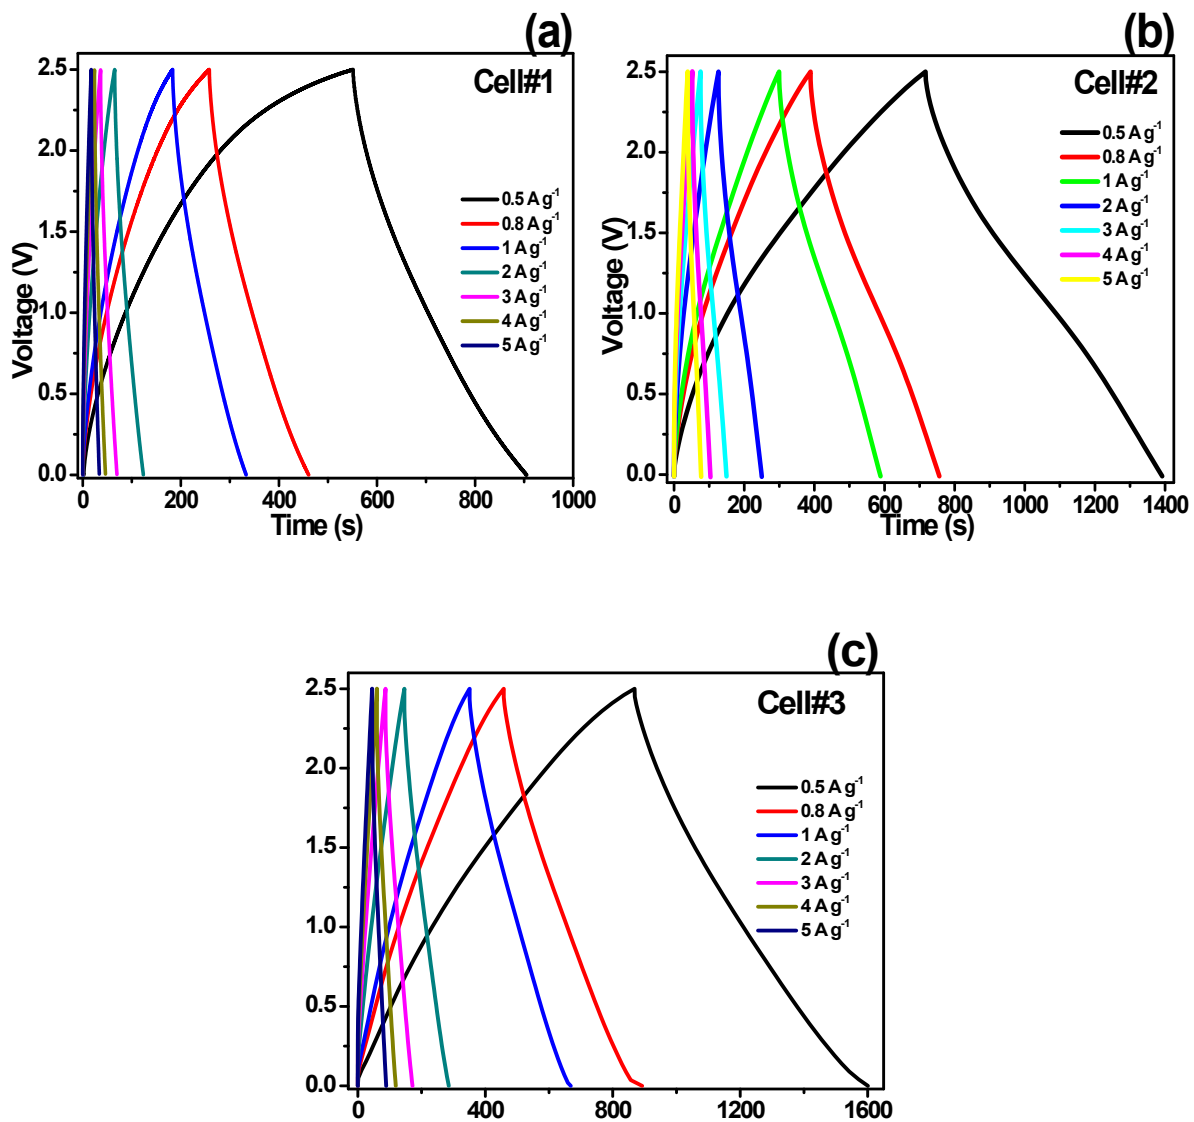 (a)
Cell#1
2.5
2.0
1.5
1.0
0.5
0.0
Voltage (V)
0.5 A g⁻¹
0.8 A g⁻¹
1 A g⁻¹
2 A g⁻¹
3 A g⁻¹
4 A g⁻¹
5 A g⁻¹
0 200 400 600 800 1000
Time (s)
(b)
Cell#2
2.5
2.0
1.5
1.0
0.5
0.0
Voltage (V)
0.5 A g⁻¹
0.8 A g⁻¹
1 A g⁻¹
2 A g⁻¹
3 A g⁻¹
4 A g⁻¹
5 A g⁻¹
0 200 400 600 800 1000 1200 1400
Time (s)
(c)
Cell#3
2.5
2.0
1.5
1.0
0.5
0.0
0.5 A g⁻¹
0.8 A g⁻¹
1 A g⁻¹
2 A g⁻¹
3 A g⁻¹
4 A g⁻¹
5 A g⁻¹
0 400 800 1200 1600